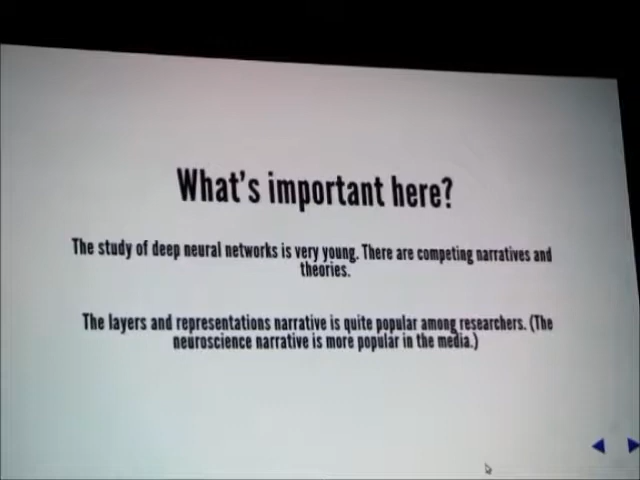 What's important here?
The study of deep neural networks is very young. There are competing narratives and
theories.
The layers and representations narrative is quite popular among researchers. (The
neuroscience narrative is more popular in the media.)